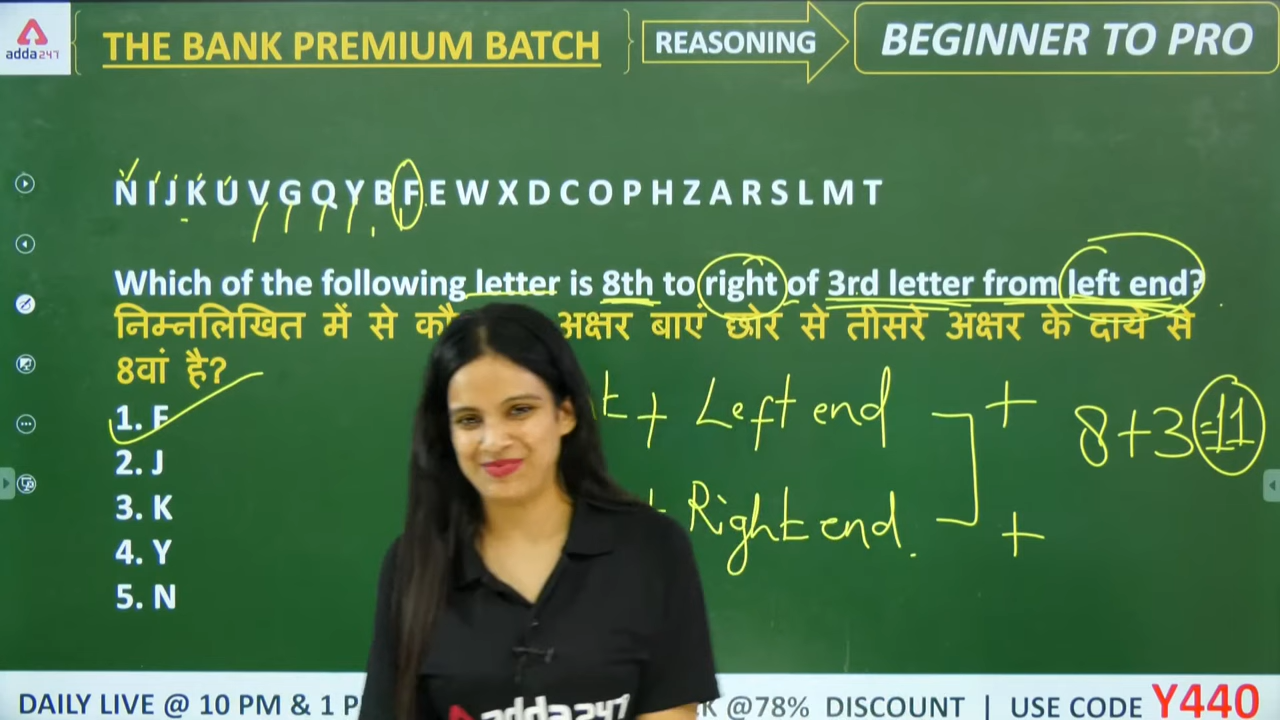 adda247
THE BANK PREMIUM BATCH
REASONING
BEGINNER TO PRO
N I J K U V G Q Y B F E W X D C O P H Z A R S L M T
Which of the following letter is 8th to right of 3rd letter from left end?
निम्नलिखित में से अक्षर बाएं छोर से तीसरे अक्षर के दायें से
8वां है?
1. F
+ Left end
+
8+3=11
2. J
3. K
Right end.
+
4. Y
5. N
adda247
DAILY LIVE @ 10 PM & 1 P
@78% DISCOUNT | USE CODE Y440